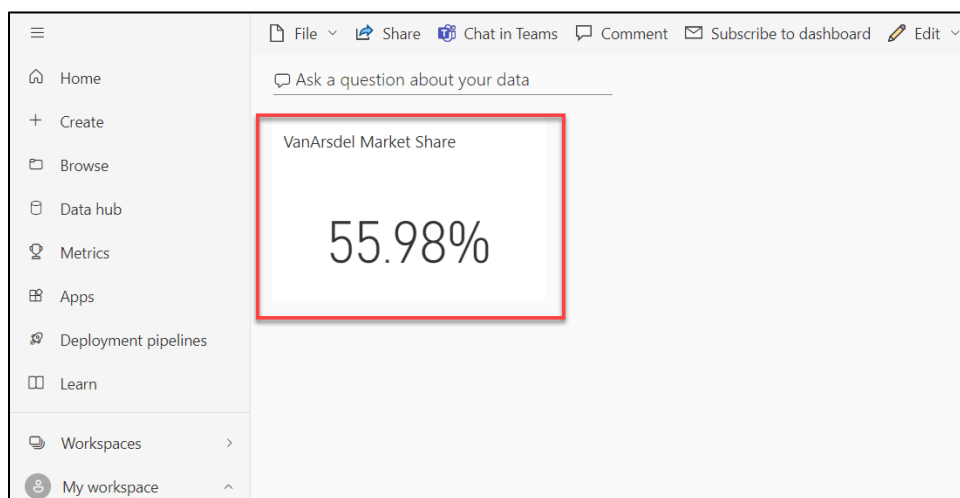 File
Share
Chat in Teams
Comment
Subscribe to dashboard
Edit
Home
Create
Browse
Data hub
Metrics
Apps
Deployment pipelines
Learn
Workspaces
My workspace
Ask a question about your data
VanArsdel Market Share
55.98%